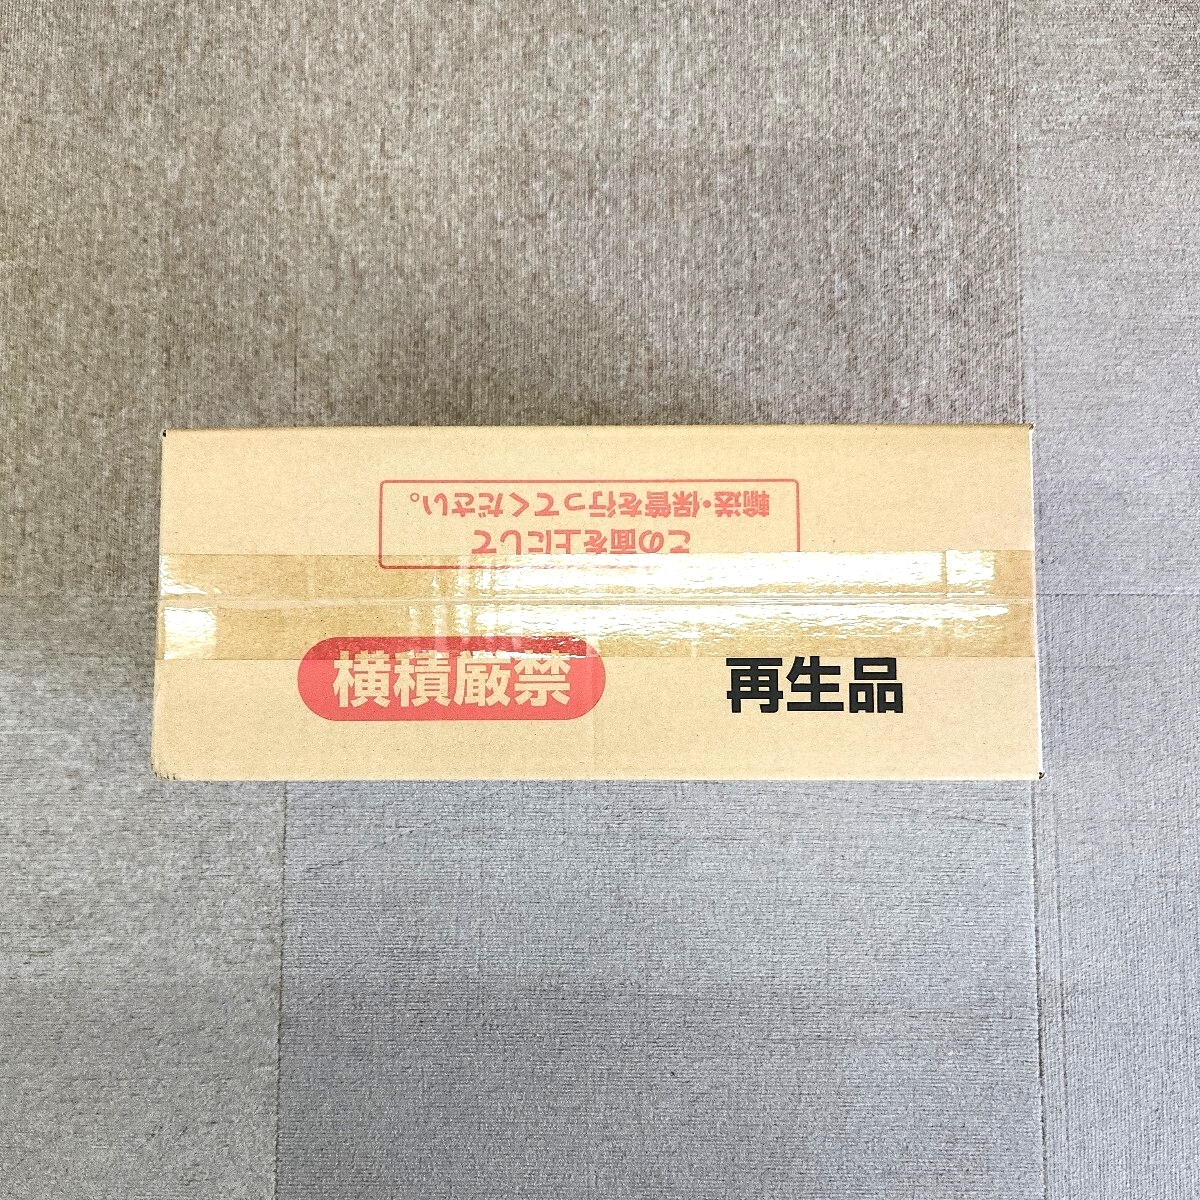 この面を上にして
輸送・保管を行ってください。
横積厳禁
再生品